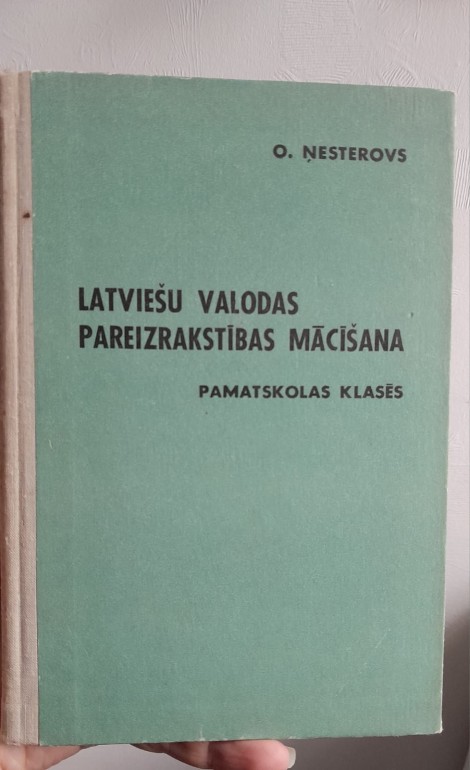 O. ŅESTEROVS
LATVIEŠU VALODAS
PAREIZRAKSTĪBAS MĀCĪŠANA
PAMATSKOLAS KLASĒS